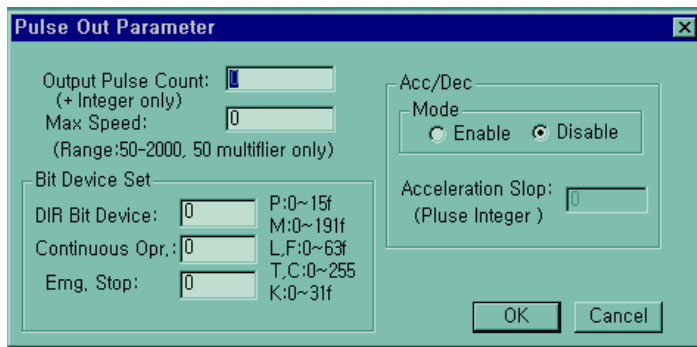 Pulse Out Parameter
Output Pulse Count: 0
(+ Integer only)
Max Speed: 0
(Range:50-2000, 50 multiflier only)
Bit Device Set
DIR Bit Device: 0
Continuous Opr,: 0
Emg, Stop: 0
P:0~15f
M:0~191f
L,F:0~63f
T,C:0~255
K:0~31f
Acc/Dec
Mode
Enable Disable
Acceleration Slop: 0
(Pluse Integer )
OK Cancel